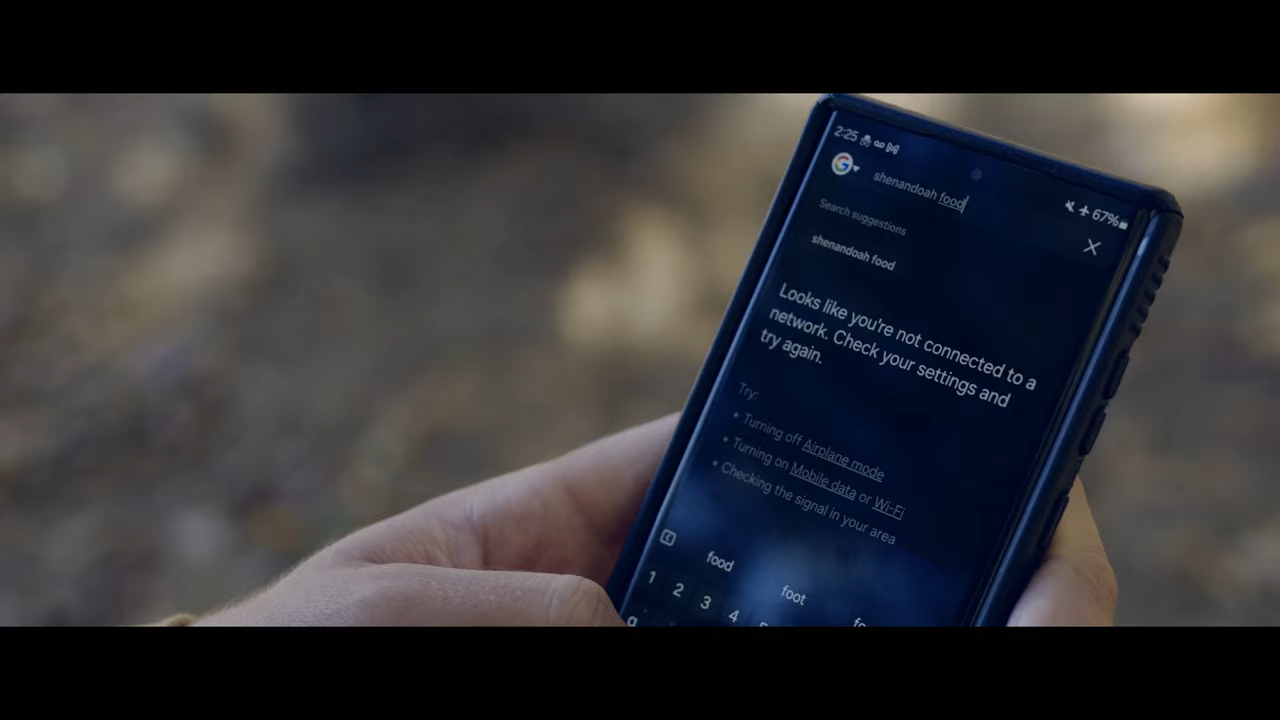 2:25
67%
G
shenandoah food
Search suggestions
shenandoah food
Looks like you're not connected to a
network. Check your settings and
try again.
Try:
• Turning off Airplane mode
• Turning on Mobile data or Wi-Fi
• Checking the signal in your area
food foot
1 2 3 4